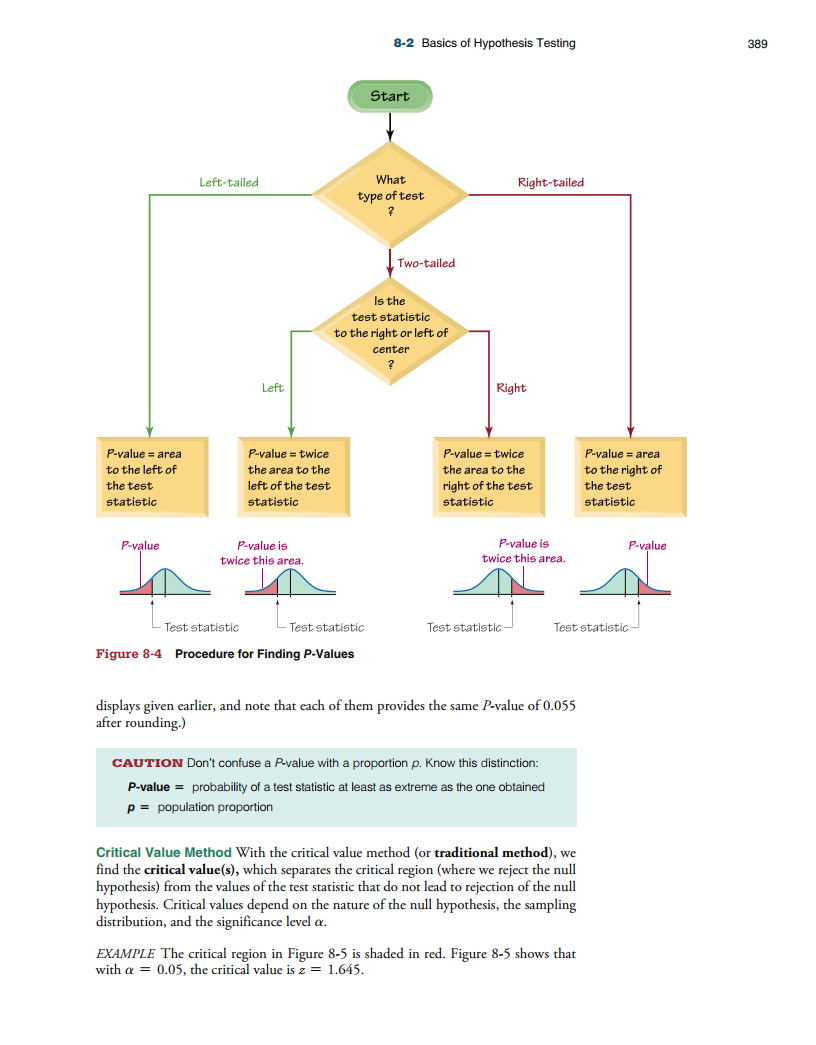 8-2 Basics of Hypothesis Testing 389
Start
What
type of test
?
Left-tailed
Right-tailed
Two-tailed
Is the
test statistic
to the right or left of
center
?
Left
Right
P-value = area
to the left of
the test
statistic
P-value = twice
the area to the
left of the test
statistic
P-value = twice
the area to the
right of the test
statistic
P-value = area
to the right of
the test
statistic
P-value
P-value is
twice this area.
P-value is
twice this area.
P-value
Test statistic
Test statistic
Test statistic
Test statistic
Figure 8-4 Procedure for Finding P-Values
displays given earlier, and note that each of them provides the same P-value of 0.055
after rounding.)
CAUTION Don't confuse a P-value with a proportion p. Know this distinction:
P-value = probability of a test statistic at least as extreme as the one obtained
p = population proportion
Critical Value Method With the critical value method (or traditional method), we
find the critical value(s), which separates the critical region (where we reject the null
hypothesis) from the values of the test statistic that do not lead to rejection of the null
hypothesis. Critical values depend on the nature of the null hypothesis, the sampling
distribution, and the significance level α.
EXAMPLE The critical region in Figure 8-5 is shaded in red. Figure 8-5 shows that
with α = 0.05, the critical value is z = 1.645.